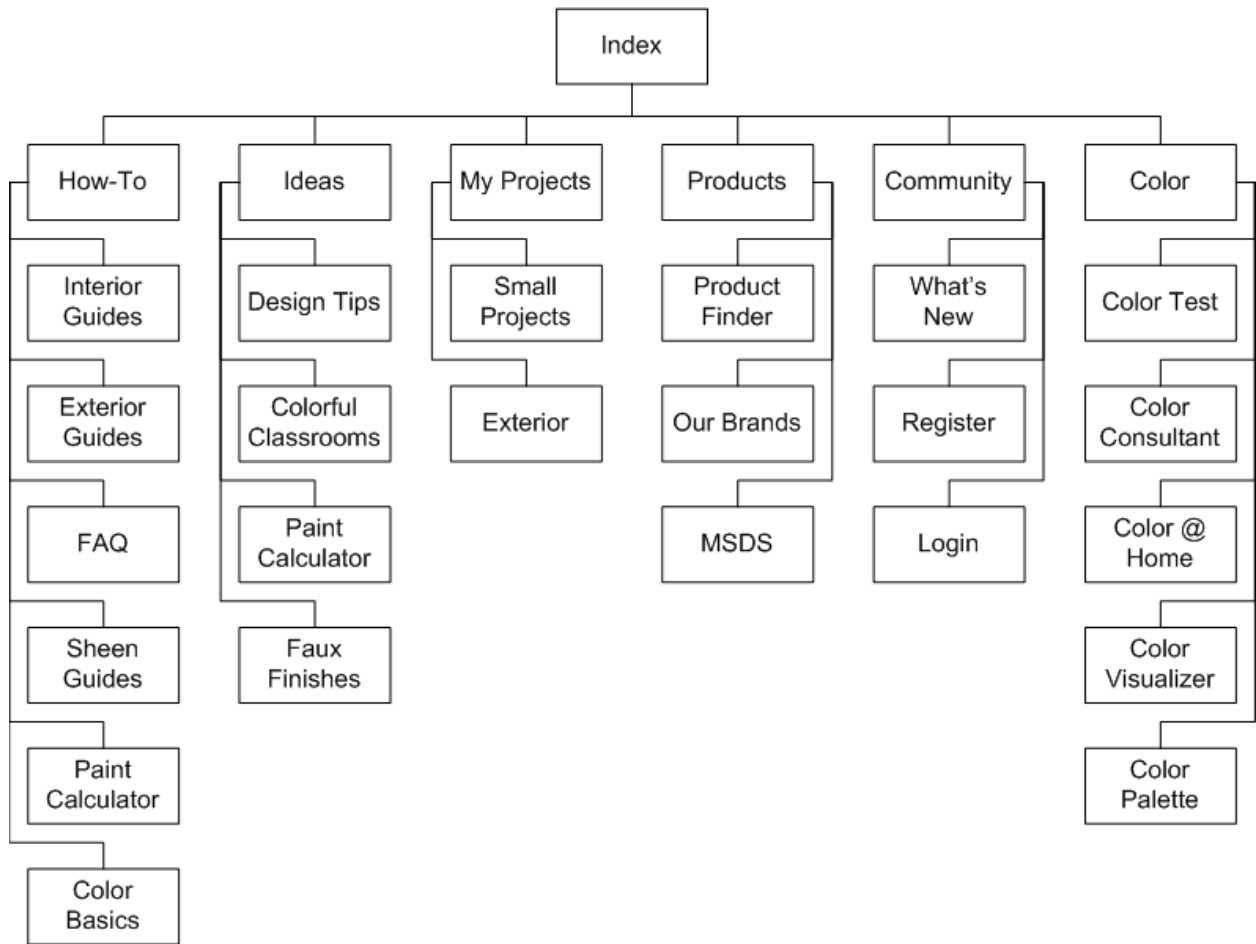 Index
How-To
Ideas
My Projects
Products
Community
Color
Interior
Guides
Design Tips
Small
Projects
Product
Finder
What's
New
Color Test
Exterior
Guides
Colorful
Classrooms
Exterior
Our Brands
Register
Color
Consultant
FAQ
Paint
Calculator
MSDS
Login
Color @
Home
Sheen
Guides
Faux
Finishes
Color
Visualizer
Paint
Calculator
Color
Palette
Color
Basics